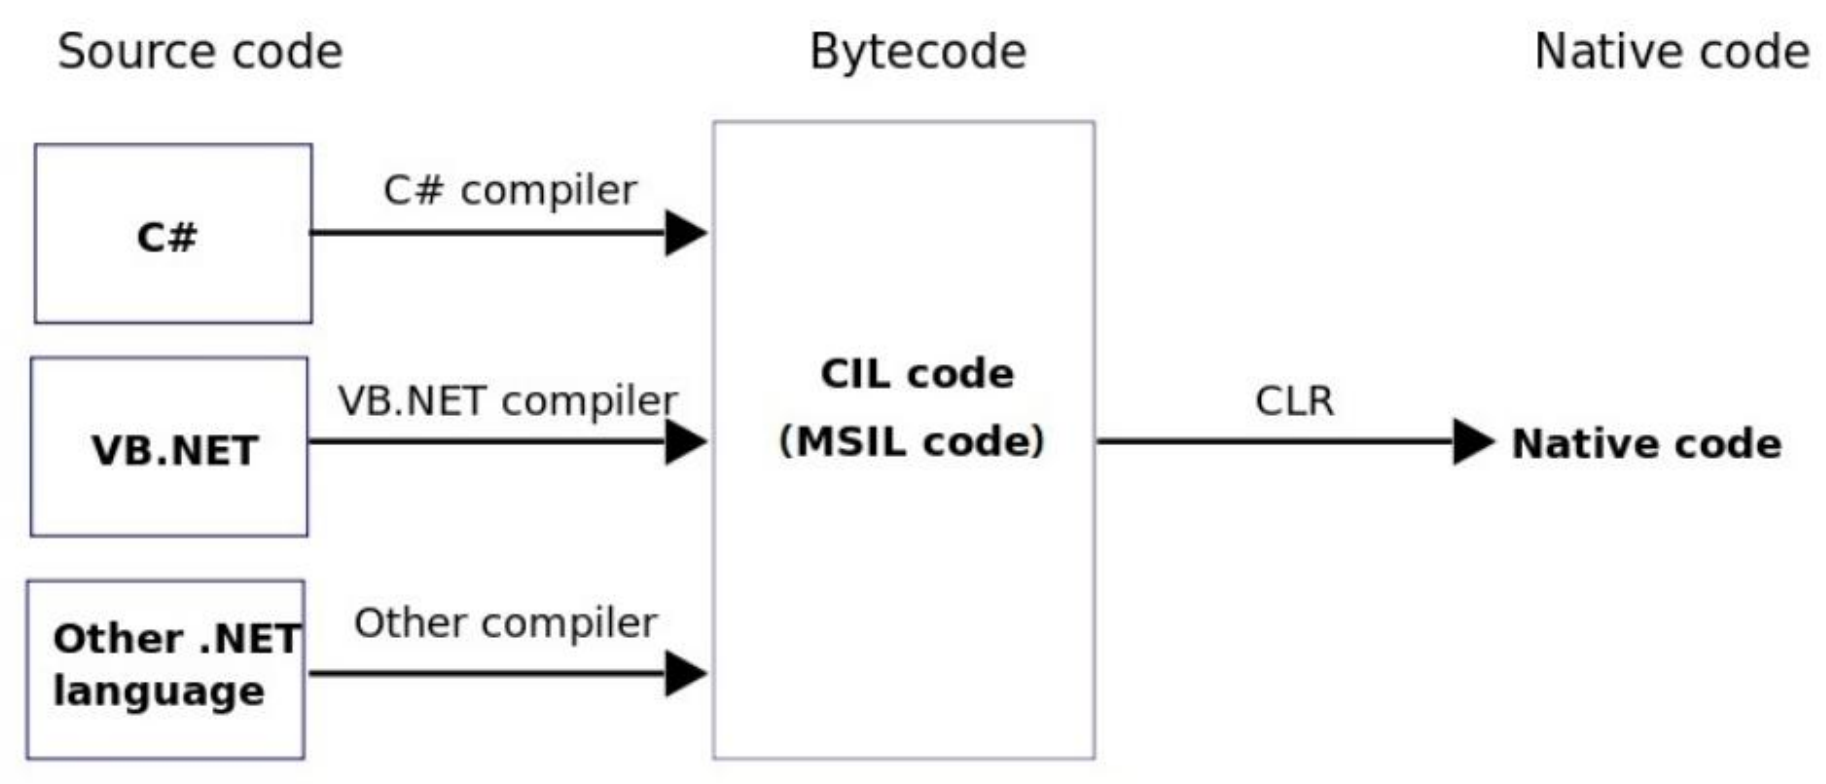 Source code
Bytecode
Native code
C#
C# compiler
VB.NET
VB.NET compiler
Other .NET
language
Other compiler
CIL code
(MSIL code)
CLR
Native code